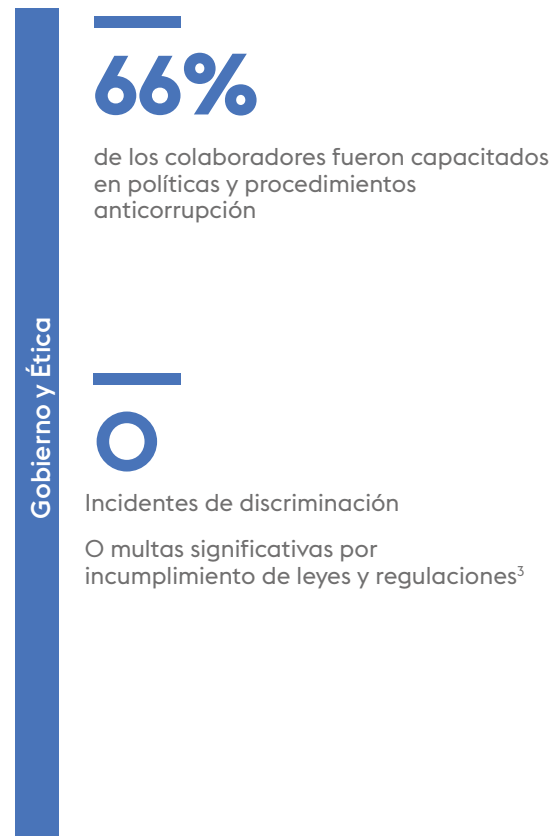 Gobierno y Ética
66%
de los colaboradores fueron capacitados
en políticas y procedimientos
anticorrupción
0
Incidentes de discriminación
O multas significativas por
incumplimiento de leyes y regulaciones³